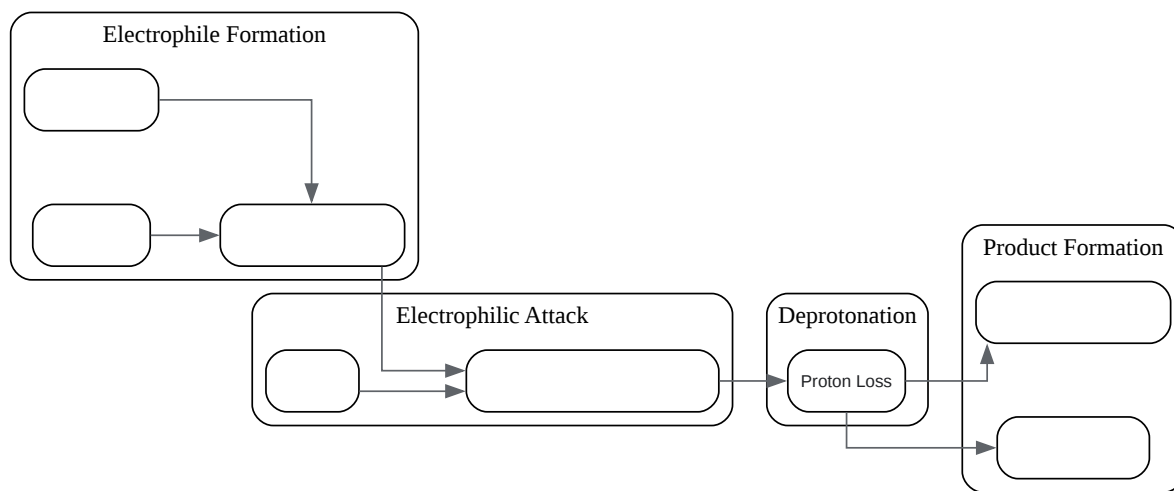 Electrophile Formation
Electrophilic Attack
Deprotonation
Proton Loss
Product Formation